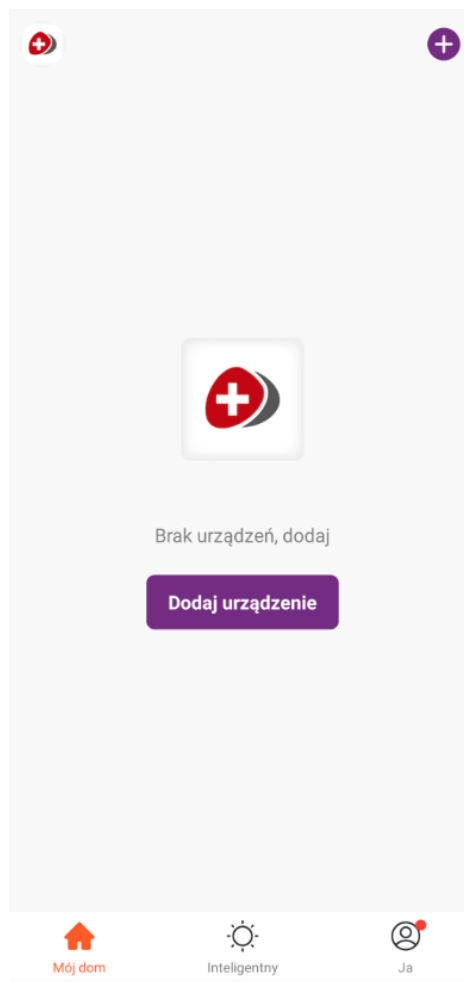 Brak urządzeń, dodaj
Dodaj urządzenie
Mój dom
Inteligentny
Ja